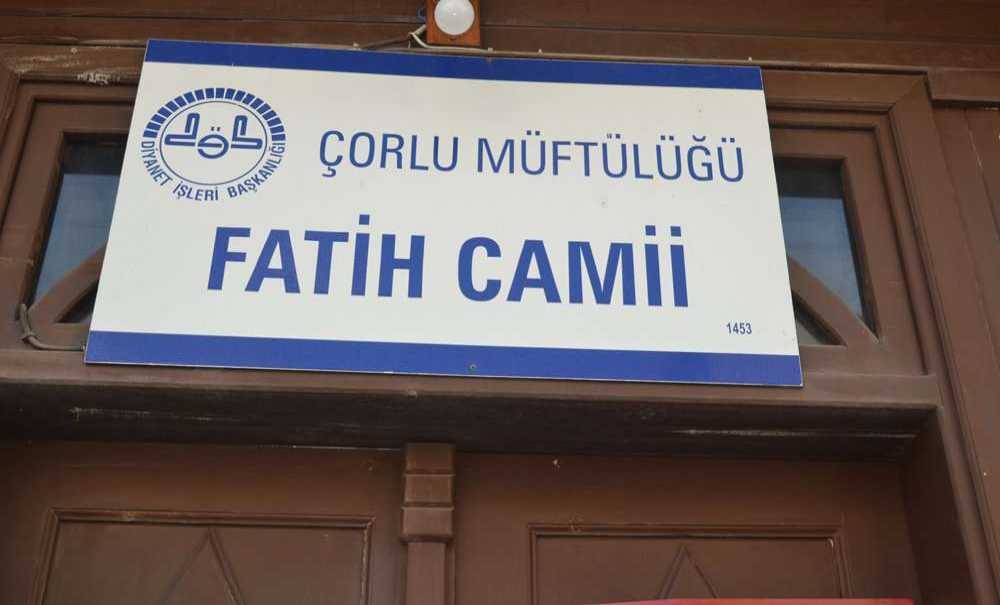 DİYANET İŞLERİ BAŞKANLIĞI
ÇORLU MÜFTÜLÜĞÜ
FATİH CAMİİ
1453